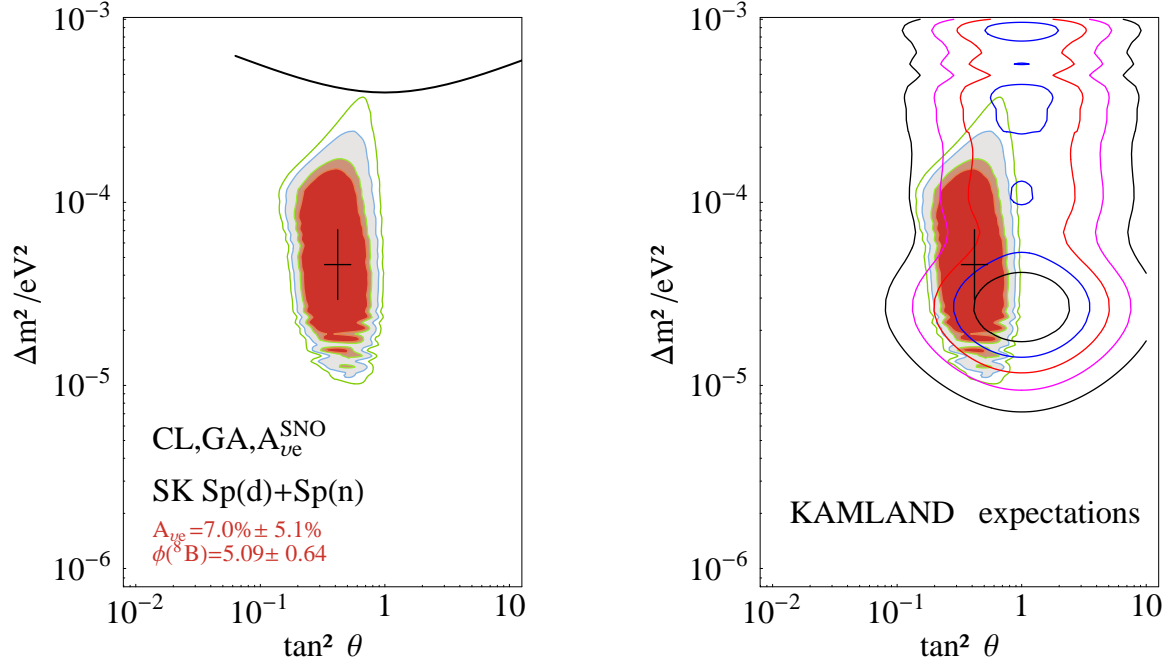 10⁻³
10⁻⁴
10⁻⁵
10⁻⁶
Δm² /eV²
CL,GA,A_νe^SNO
SK Sp(d)+Sp(n)
A_νe =7.0%± 5.1%
ϕ(⁸B)=5.09± 0.64
10⁻² 10⁻¹ 1 10
tan² θ
10⁻³
10⁻⁴
10⁻⁵
10⁻⁶
Δm² /eV²
KAMLAND expectations
10⁻² 10⁻¹ 1 10
tan² θ